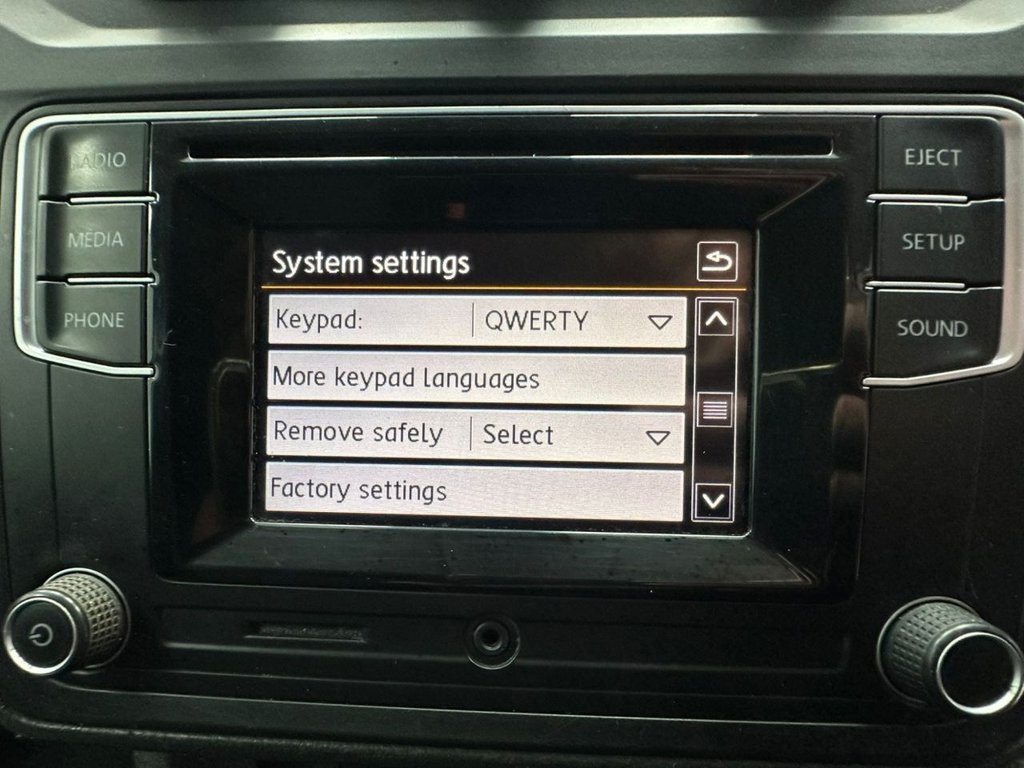 RADIO
MEDIA
PHONE
EJECT
SETUP
SOUND
System settings
Keypad: QWERTY
More keypad languages
Remove safely Select
Factory settings